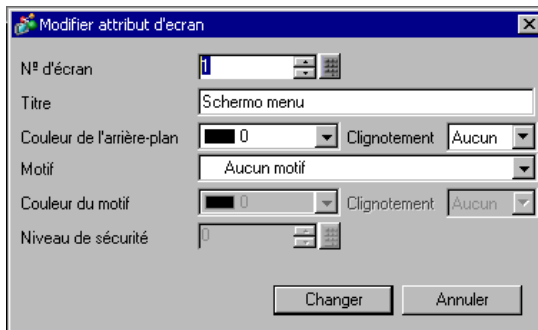 Modifier attribut d'ecran
Nº d'écran 1
Titre Schermo menu
Couleur de l'arrière-plan 0 Clignotement Aucun
Motif Aucun motif
Couleur du motif 0 Clignotement Aucun
Niveau de sécurité 0
Changer Annuler